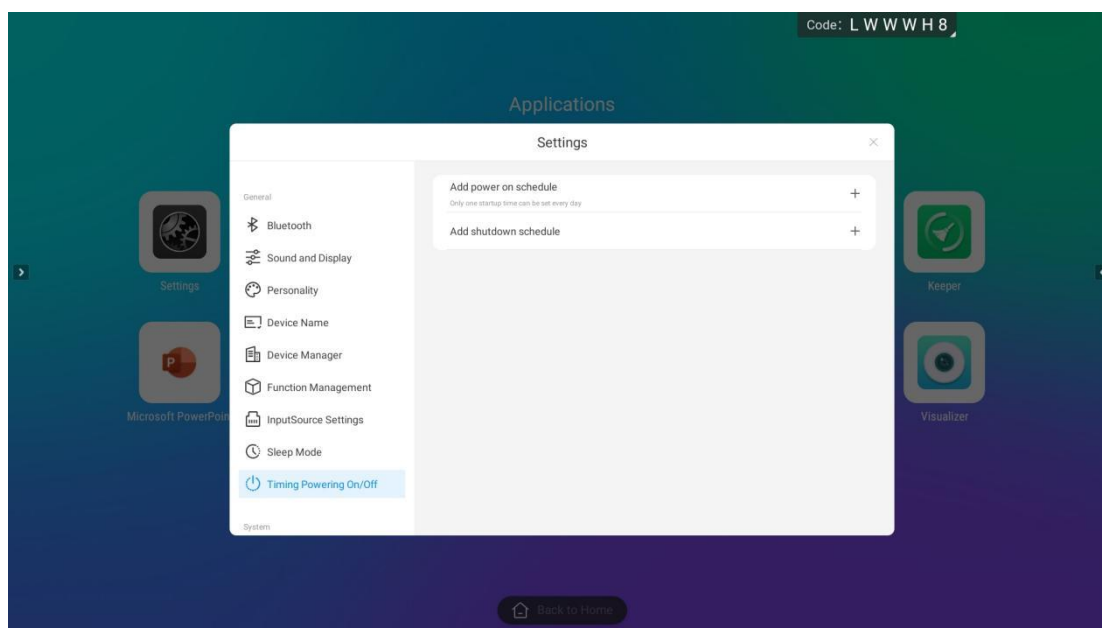 Code: LWWWH8
Applications
Settings
General
Bluetooth
Sound and Display
Personality
Device Name
Device Manager
Function Management
InputSource Settings
Sleep Mode
Timing Powering On/Off
System
Add power on schedule
Only one startup time can be set every day
Add shutdown schedule
Settings
Microsoft PowerPoin
P
Keeper
Visualizer
Back to Home